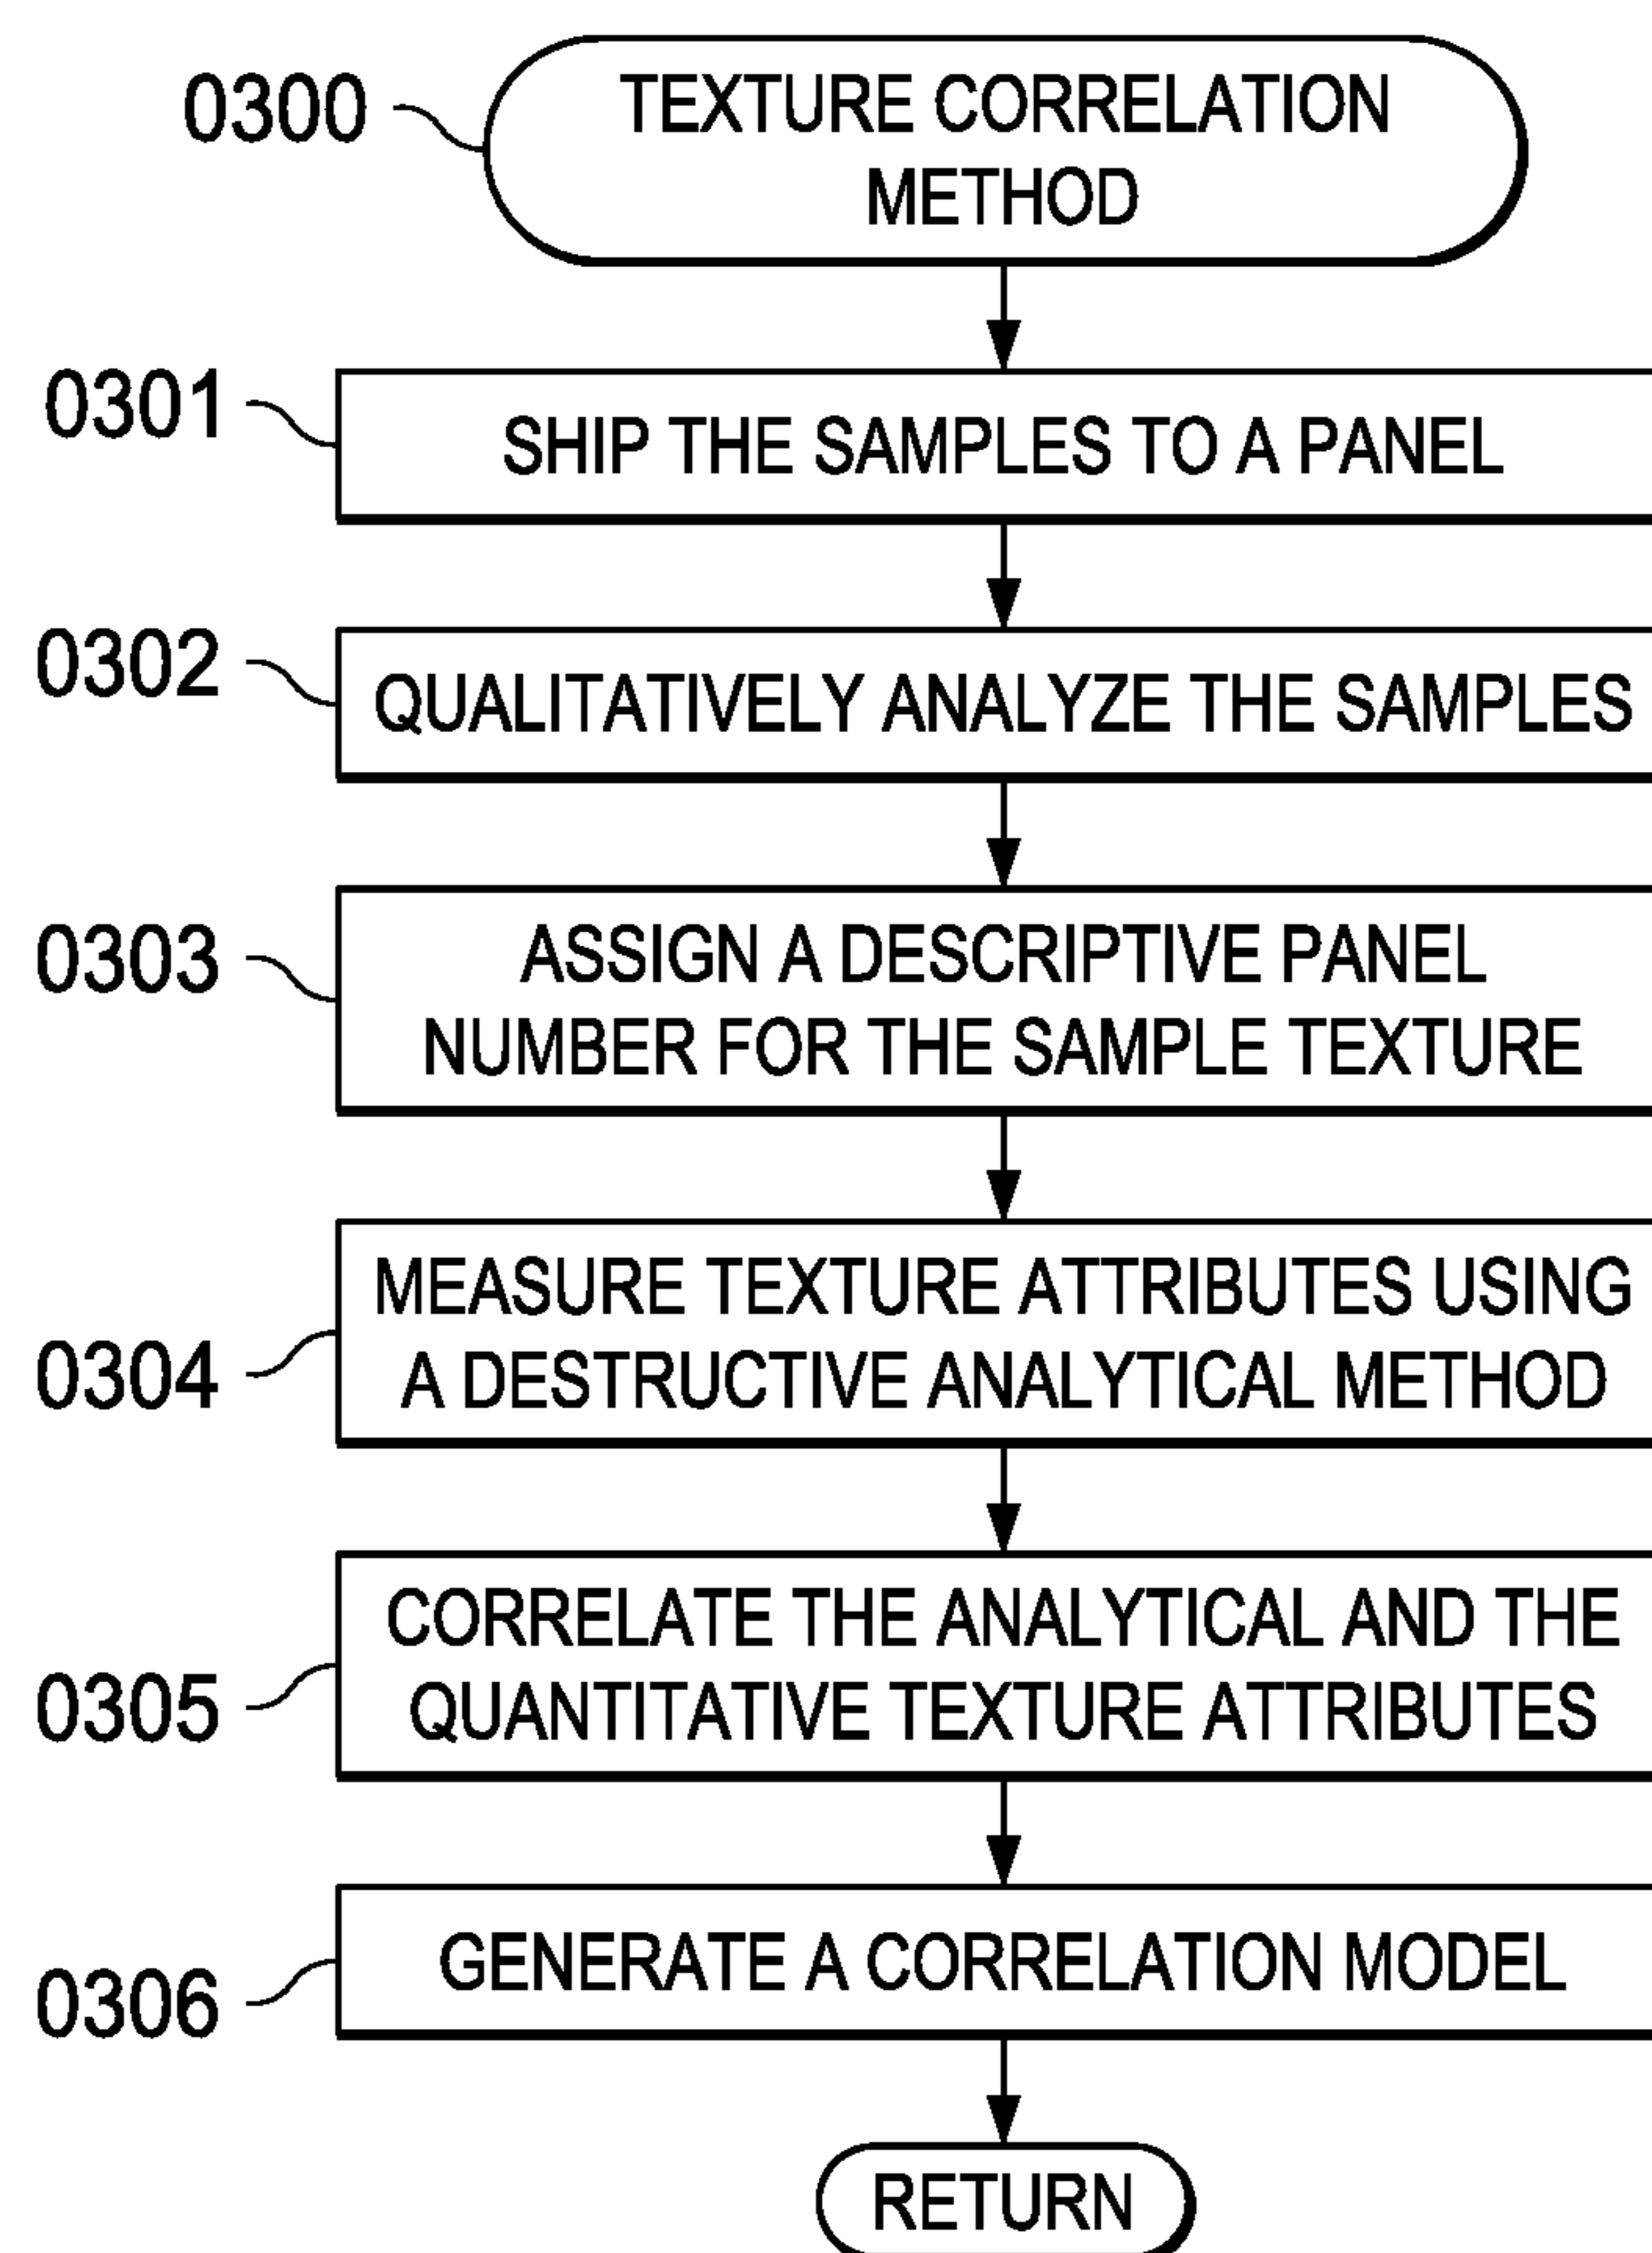 0300
TEXTURE CORRELATION
METHOD
0301
SHIP THE SAMPLES TO A PANEL
0302
QUALITATIVELY ANALYZE THE SAMPLES
0303
ASSIGN A DESCRIPTIVE PANEL
NUMBER FOR THE SAMPLE TEXTURE
0304
MEASURE TEXTURE ATTRIBUTES USING
A DESTRUCTIVE ANALYTICAL METHOD
0305
CORRELATE THE ANALYTICAL AND THE
QUANTITATIVE TEXTURE ATTRIBUTES
0306
GENERATE A CORRELATION MODEL
RETURN